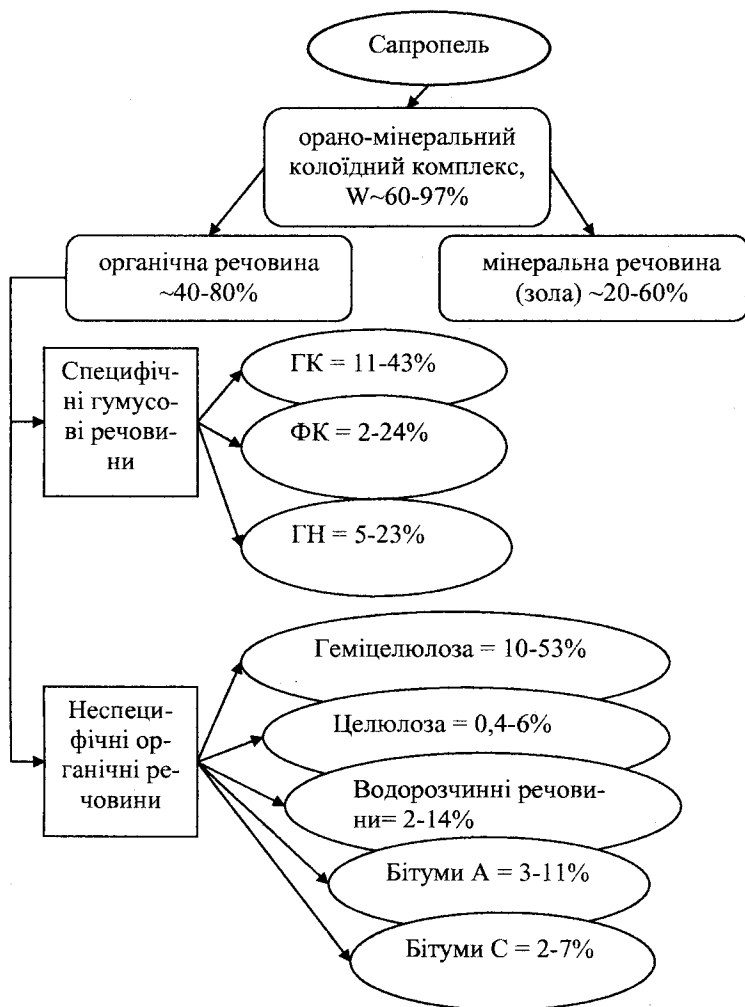 Сапропель
орано-мінеральний
колоїдний комплекс,
W~60-97%
органічна речовина
~40-80%
мінеральна речовина
(зола) ~20-60%
Специфіч-
ні гумусо-
ві речови-
ни
ГК = 11-43%
ФК = 2-24%
ГН = 5-23%
Неспеци-
фічні ор-
ганічні ре-
човини
Геміцелюлоза = 10-53%
Целюлоза = 0,4-6%
Водорозчинні речови-
ни= 2-14%
Бітуми А = 3-11%
Бітуми С = 2-7%